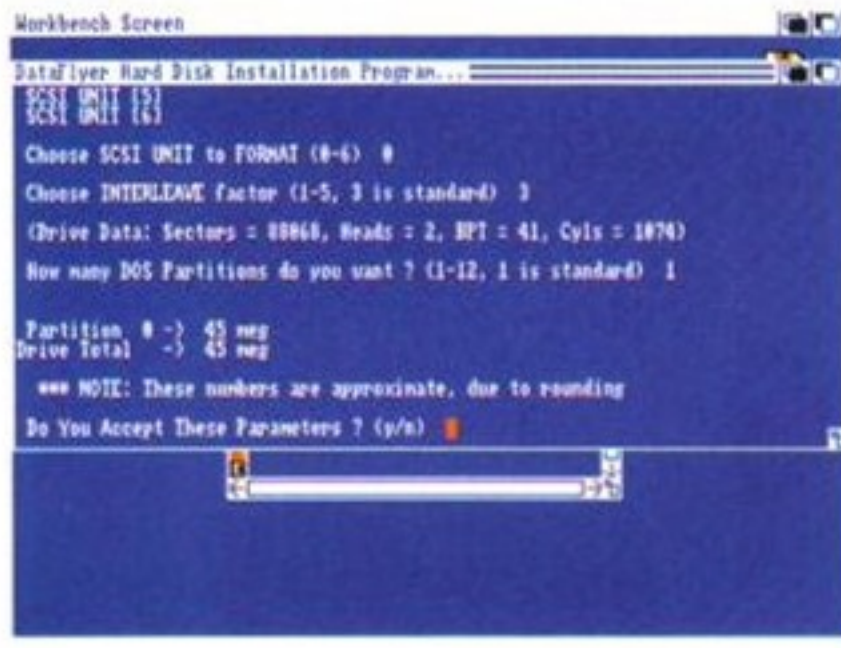 Workbench Screen
DataFlyer Hard Disk Installation Program...
SCSI UNIT [5]
SCSI UNIT [6]
Choose SCSI UNIT to FORMAT (0-6) 0
Choose INTERLEAVE factor (1-5, 3 is standard) 3
(Drive Data: Sectors = 88068, Heads = 2, BPT = 41, Cyls = 1074)
How many DOS Partitions do you want ? (1-12, 1 is standard) 1
Partition 0 -> 45 meg
Drive Total -> 45 meg
*** NOTE: These numbers are approximate, due to rounding
Do You Accept These Parameters ? (y/n)